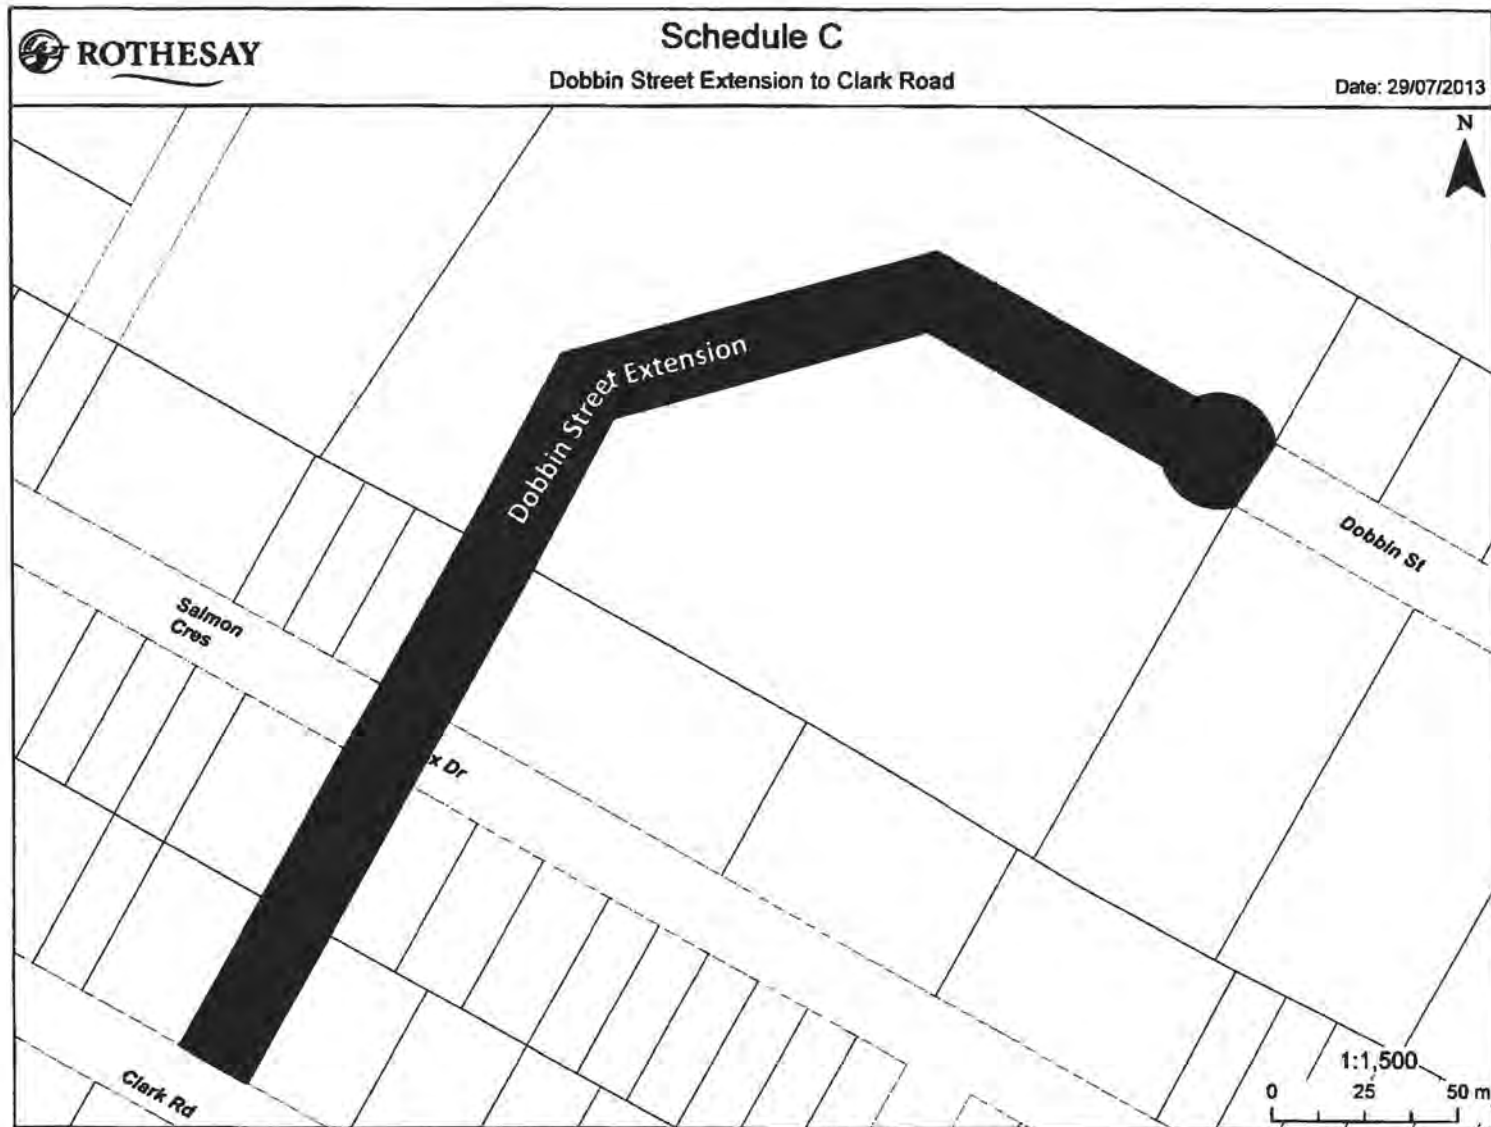 ROTHESAY
Schedule C
Dobbin Street Extension to Clark Road
Date: 29/07/2013
N
Dobbin Street Extension
Dobbin St
Salmon
Cres
x Dr
Clark Rd
1:1,500
0 25 50 m